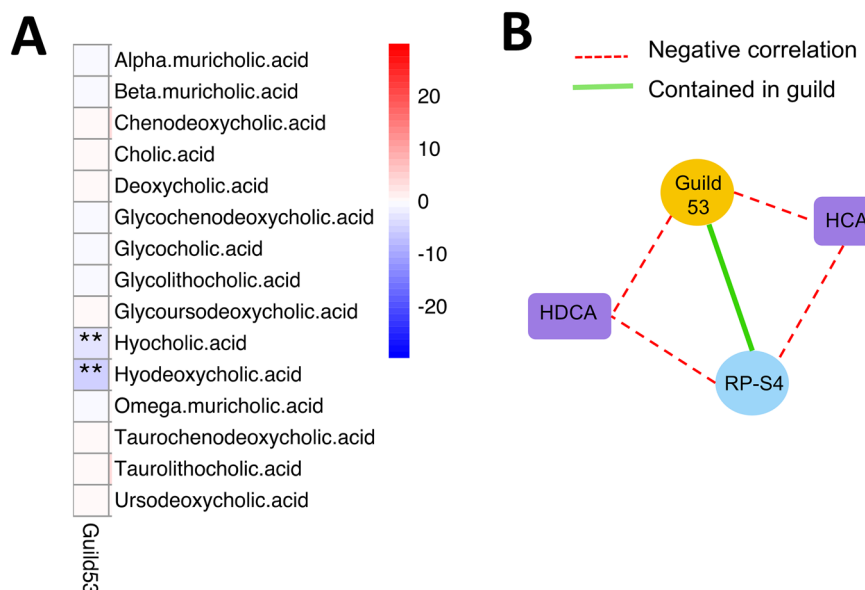 A
Alpha.muricholic.acid
Beta.muricholic.acid
Chenodeoxycholic.acid
Cholic.acid
Deoxycholic.acid
Glycochenodeoxycholic.acid
Glycocholic.acid
Glycolithocholic.acid
Glycoursodeoxycholic.acid
** Hyocholic.acid
** Hyodeoxycholic.acid
Omega.muricholic.acid
Taurochenodeoxycholic.acid
Taurolithocholic.acid
Ursodeoxycholic.acid
Guild53
20
10
0
-10
-20
B
Negative correlation
Contained in guild
Guild
53
HCA
HDCA
RP-S4